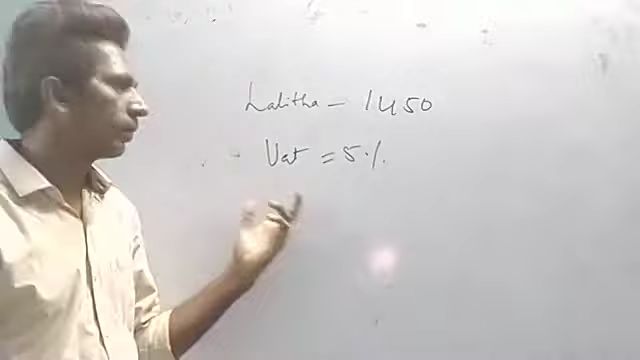 Lalitha - 1450
Vat = 5%